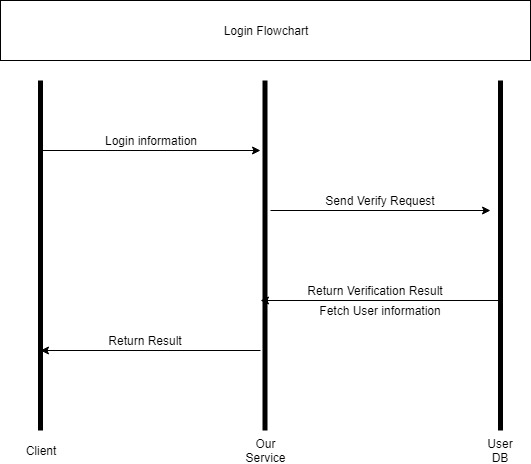 Login Flowchart
Login information
Send Verify Request
Return Verification Result
Fetch User information
Return Result
Client
Our
Service
User
DB